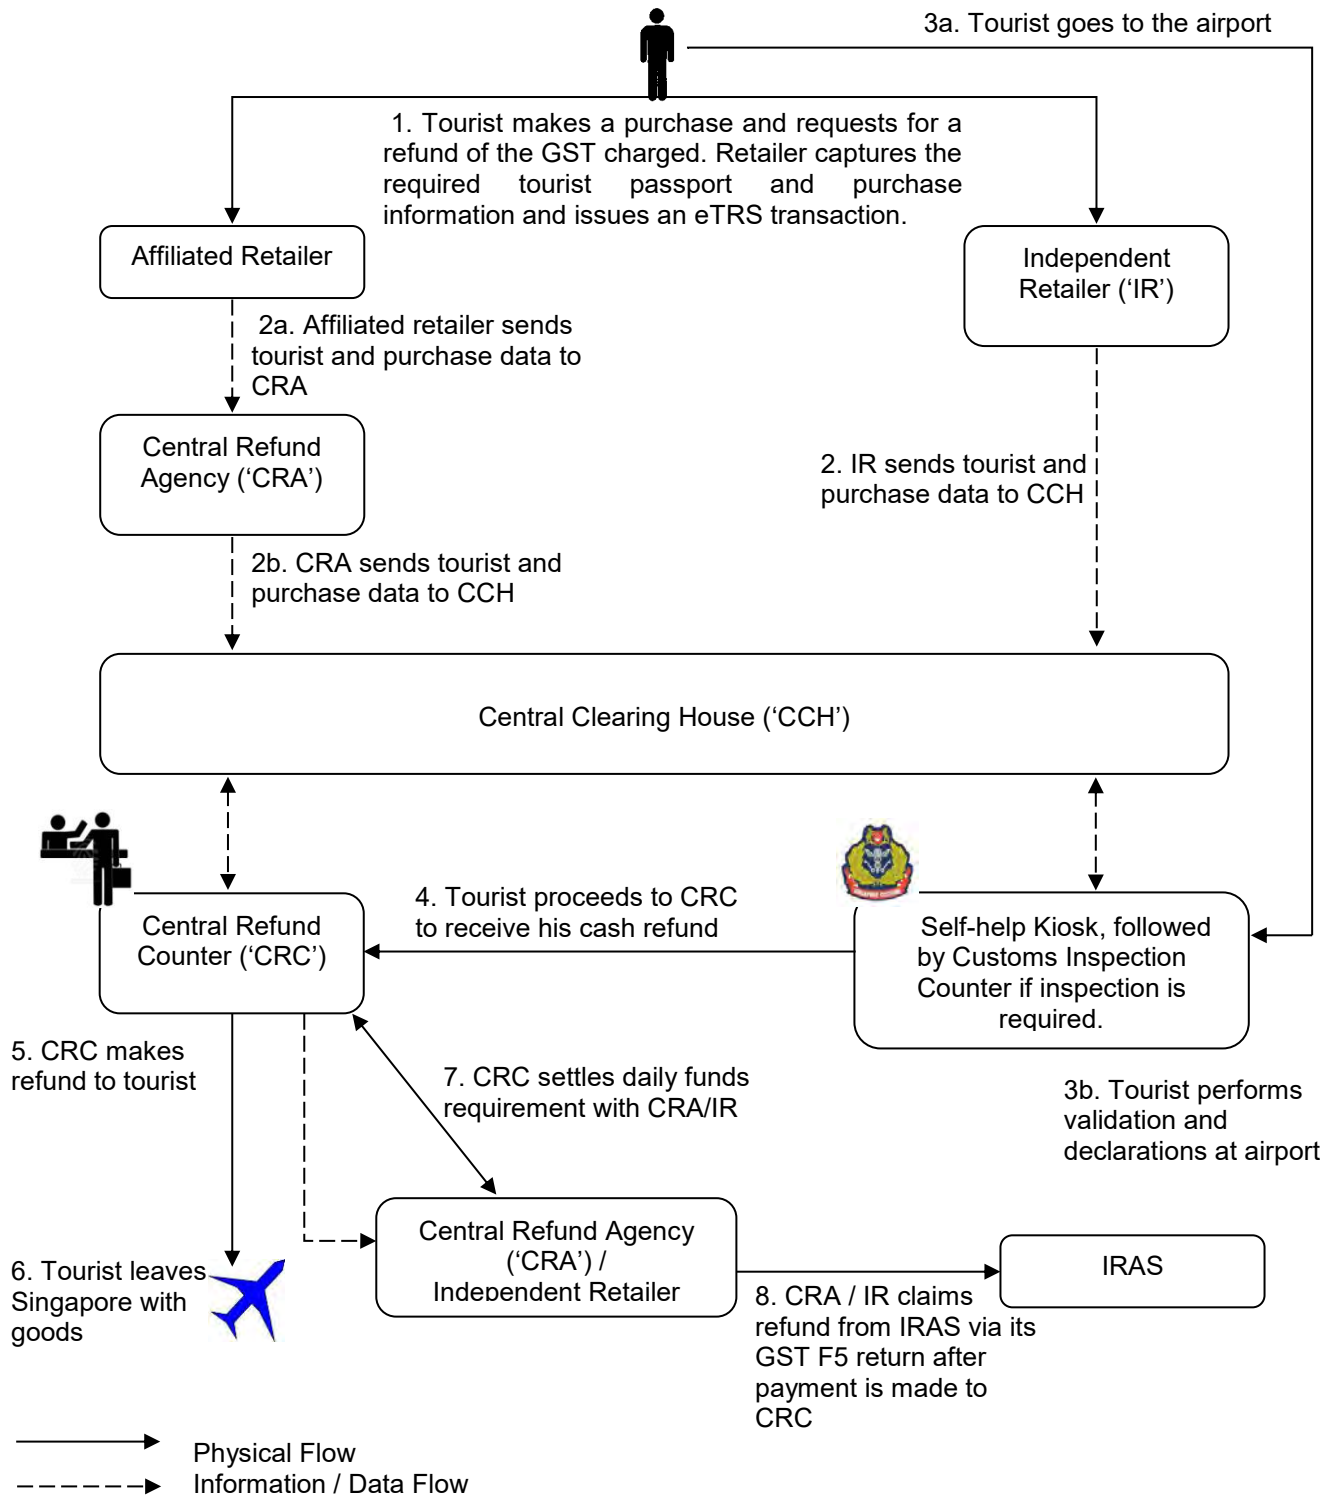 3a. Tourist goes to the airport
1. Tourist makes a purchase and requests for a
refund of the GST charged. Retailer captures the
required tourist passport and purchase
information and issues an eTRS transaction.
Affiliated Retailer
Independent
Retailer (‘IR’)
2a. Affiliated retailer sends
tourist and purchase data to
CRA
Central Refund
Agency (‘CRA’)
2. IR sends tourist and
purchase data to CCH
2b. CRA sends tourist and
purchase data to CCH
Central Clearing House (‘CCH’)
Central Refund
Counter (‘CRC’)
4. Tourist proceeds to CRC
to receive his cash refund
Self-help Kiosk, followed
by Customs Inspection
Counter if inspection is
required.
5. CRC makes
refund to tourist
7. CRC settles daily funds
requirement with CRA/IR
3b. Tourist performs
validation and
declarations at airport
6. Tourist leaves
Singapore with
goods
Central Refund Agency
(‘CRA’) /
Independent Retailer
IRAS
8. CRA / IR claims
refund from IRAS via its
GST F5 return after
payment is made to
CRC
Physical Flow
Information / Data Flow